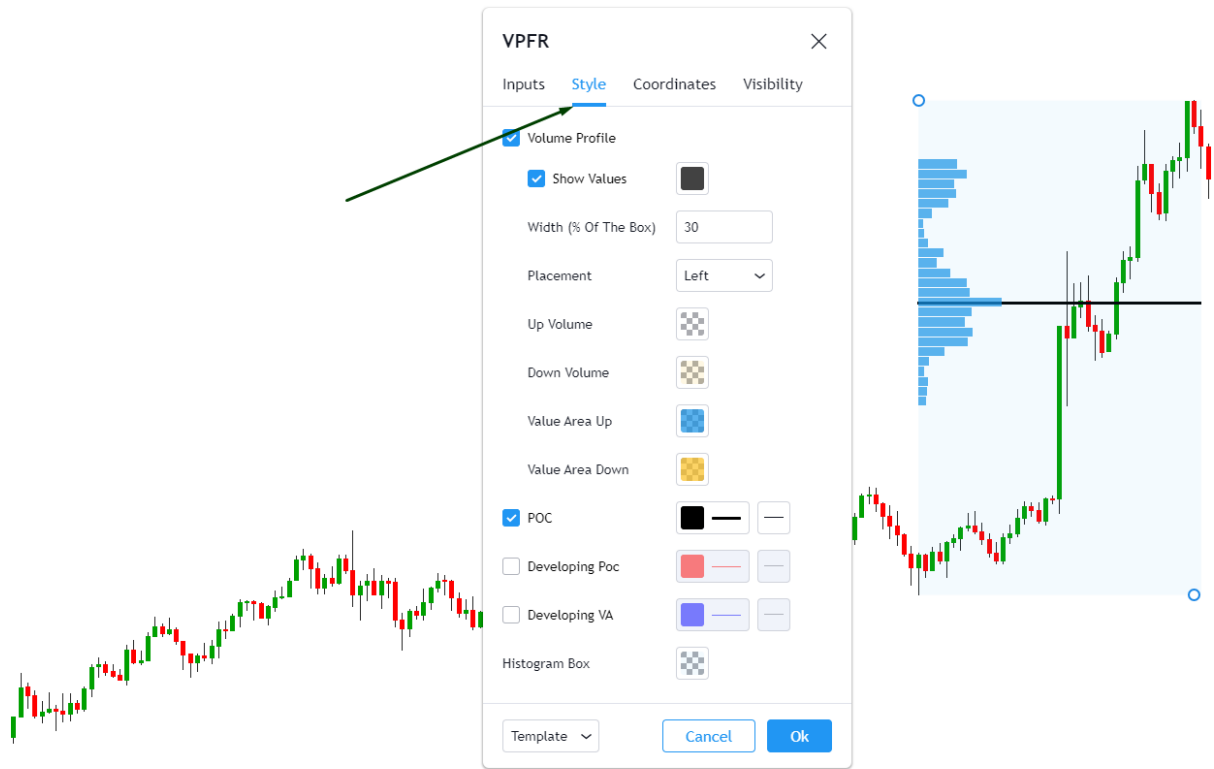 VPFR
Inputs Style Coordinates Visibility
Volume Profile
Show Values
Width (% Of The Box) 30
Placement Left
Up Volume
Down Volume
Value Area Up
Value Area Down
POC
Developing Poc
Developing VA
Histogram Box
Template Cancel Ok